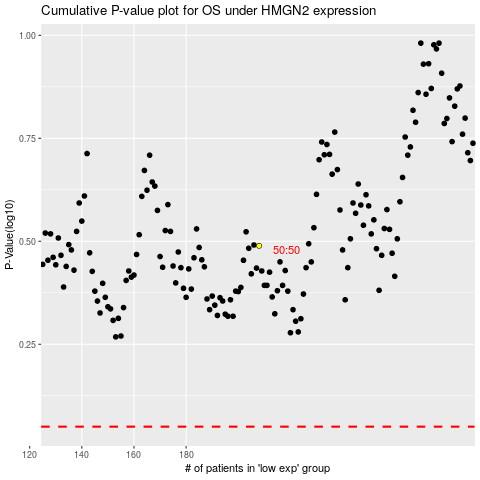 Cumulative P-value plot for OS under HMGN2 expression
P-Value(log10)
1.00
0.75
0.50
0.25
50:50
120 140 160 180
# of patients in 'low exp' group